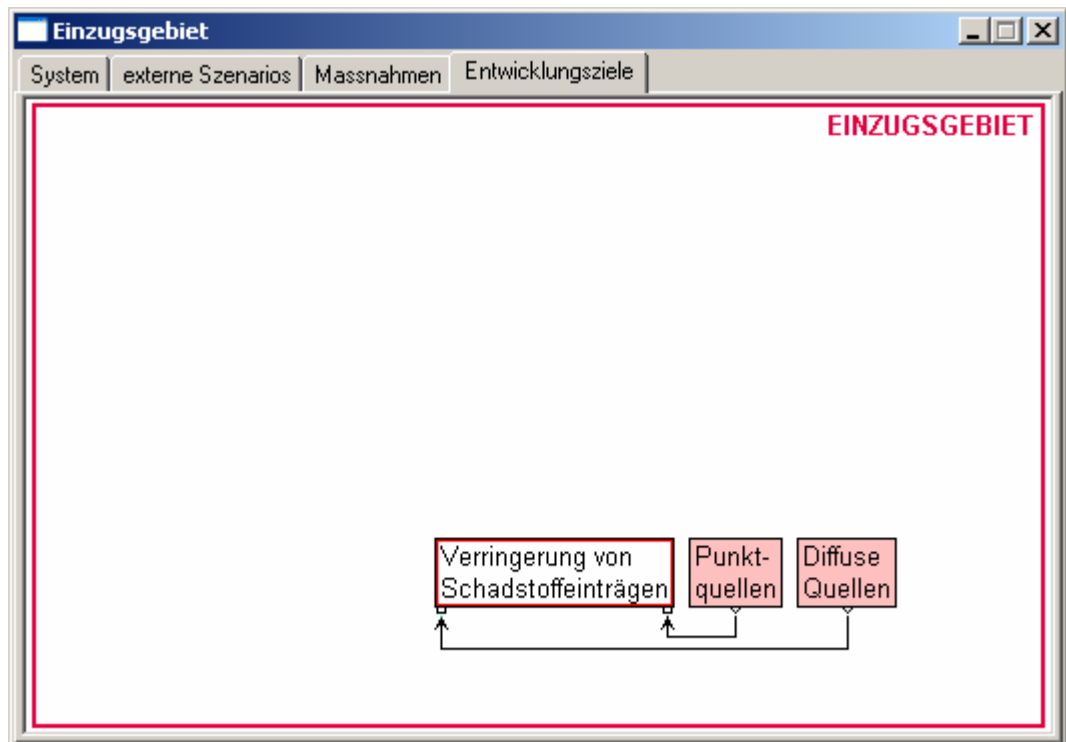 Einzugsgebiet
System externe Szenarios Massnahmen Entwicklungsziele
EINZUGSGEBIET
Verringerung von
Schadstoffeinträgen
Punkt-
quellen
Diffuse
Quellen